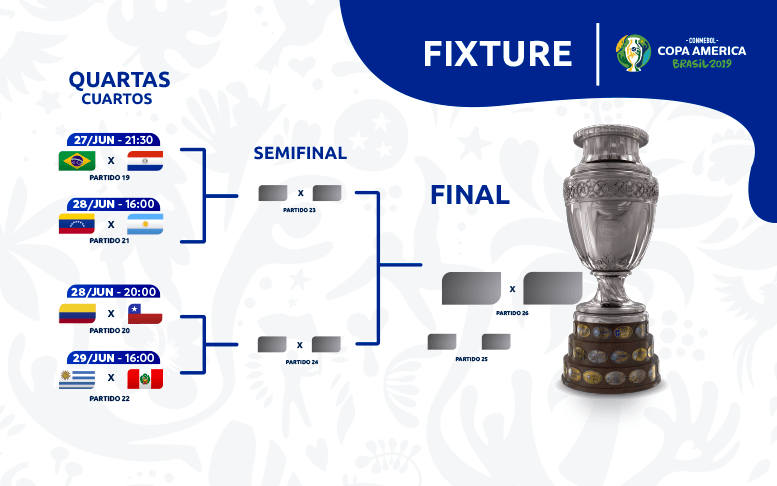 FIXTURE
- CONMEBOL -
COPA AMERICA
BRASIL 2019
QUARTAS
CUARTOS
27/JUN - 21:30
X
PARTIDO 19
28/JUN - 16:00
X
PARTIDO 21
28/JUN - 20:00
X
PARTIDO 20
29/JUN - 16:00
X
PARTIDO 22
SEMIFINAL
X
PARTIDO 23
X
PARTIDO 24
FINAL
X
PARTIDO 26
PARTIDO 25